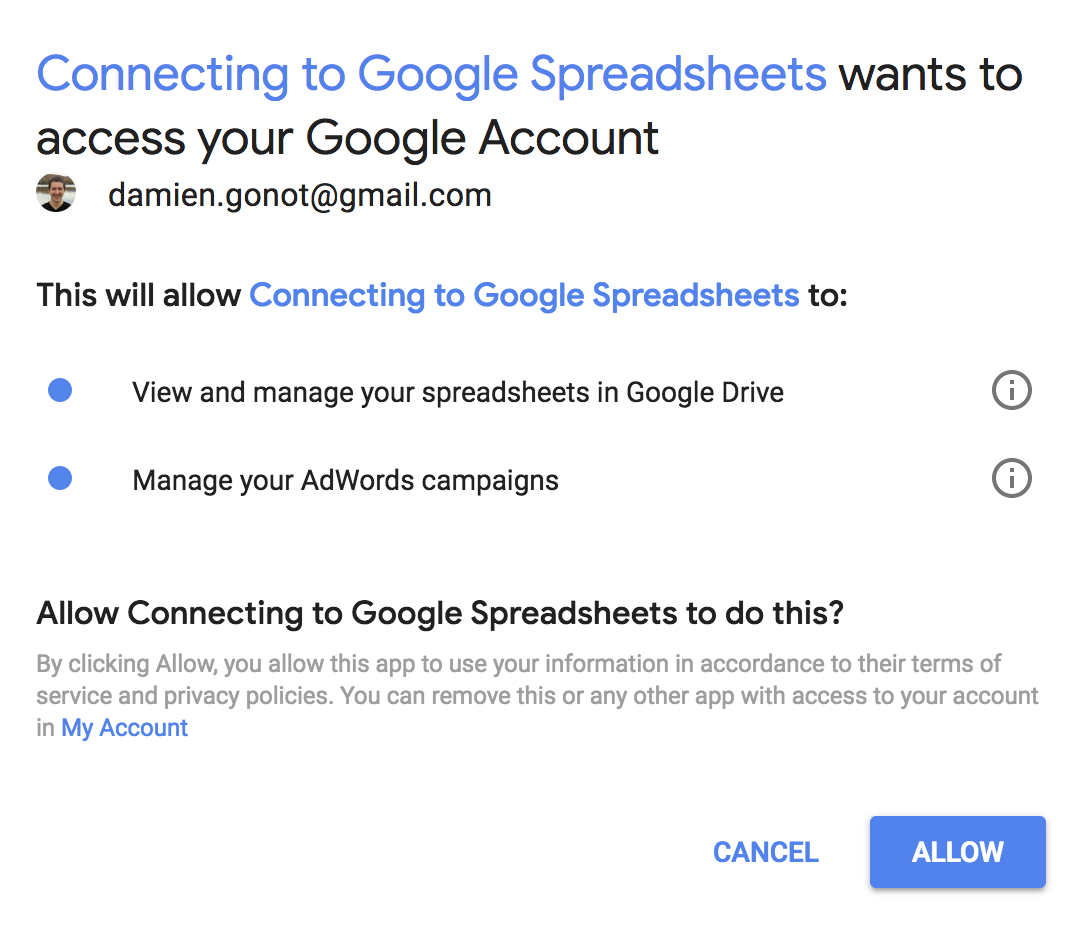 Connecting to Google Spreadsheets wants to
access your Google Account
damien.gonot@gmail.com
This will allow Connecting to Google Spreadsheets to:
View and manage your spreadsheets in Google Drive
Manage your AdWords campaigns
Allow Connecting to Google Spreadsheets to do this?
By clicking Allow, you allow this app to use your information in accordance to their terms of
service and privacy policies. You can remove this or any other app with access to your account
in My Account
CANCEL
ALLOW